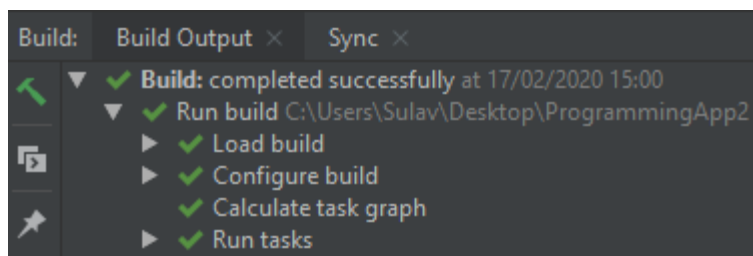 Build: Build Output × Sync ×
Build: completed successfully at 17/02/2020 15:00
Run build C:\Users\Sulav\Desktop\ProgrammingApp2
Load build
Configure build
Calculate task graph
Run tasks